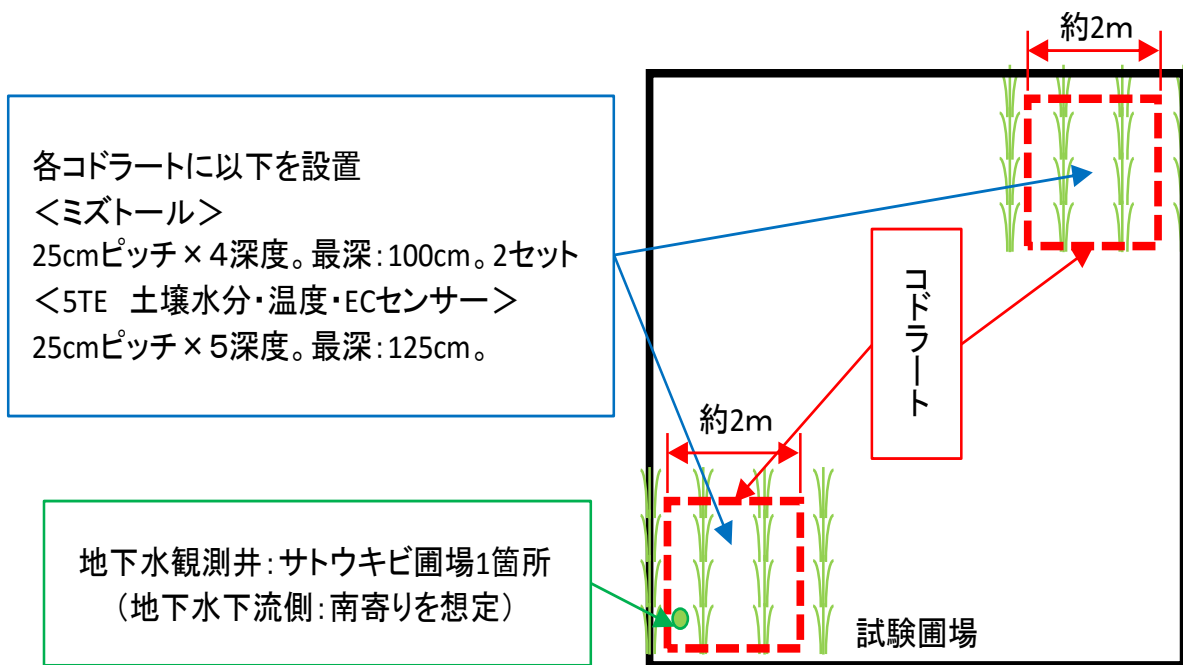 約2m
各コドラートに以下を設置
＜ミズトール＞
25cmピッチ×４深度。最深：100cm。2セット
＜5TE　土壌水分・温度・ECセンサー＞
25cmピッチ×５深度。最深：125cm。
コドラート
約2m
地下水観測井：サトウキビ圃場1箇所
（地下水下流側：南寄りを想定）
試験圃場